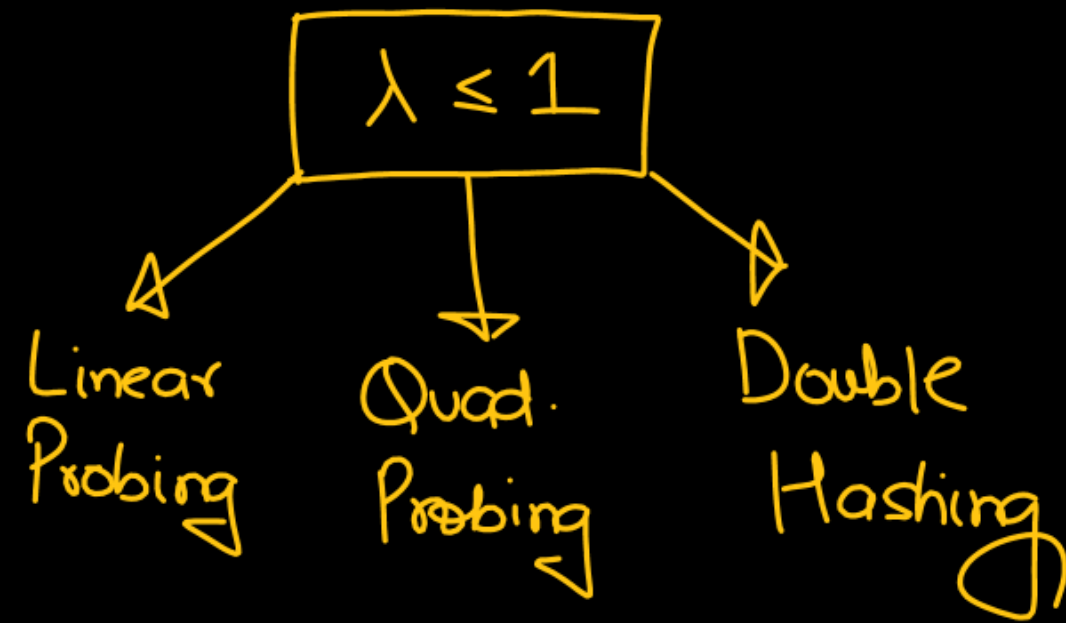 λ ≤ 1
Linear
Probing
Quad.
Probing
Double
Hashing